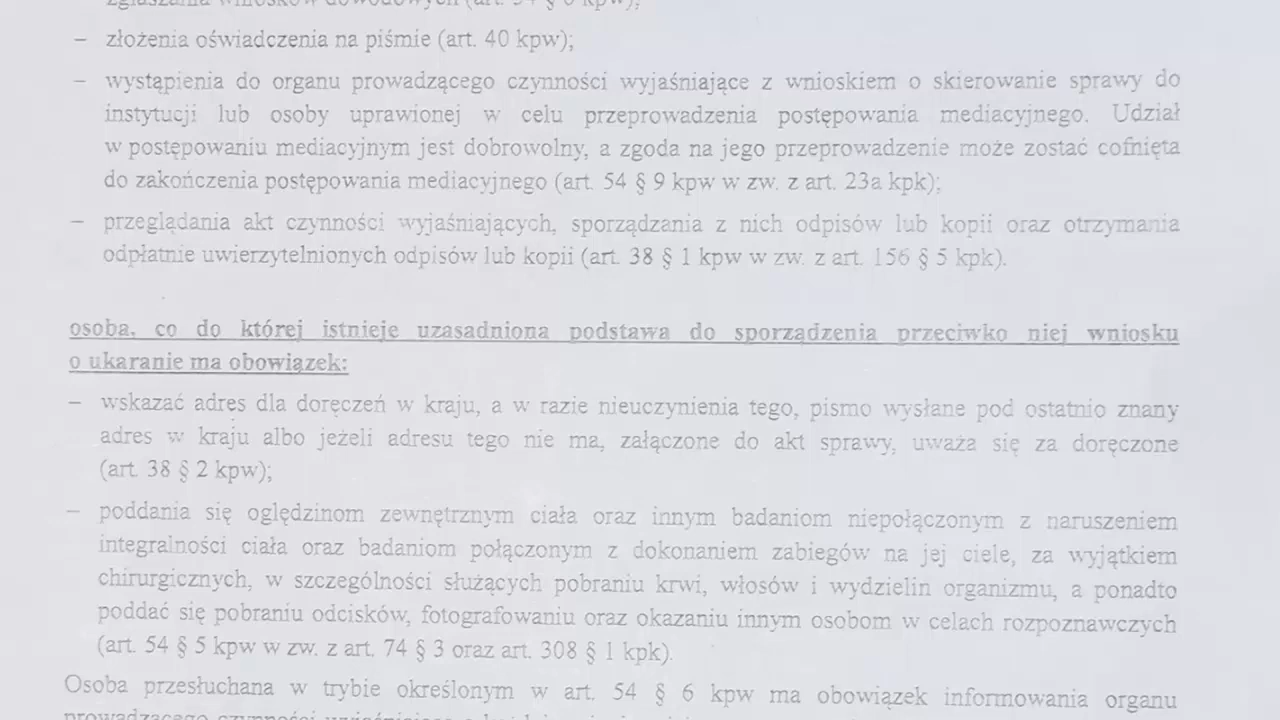 zgłaszania wniosków dowodowych (art. 54 § 6 kpw);
– złożenia oświadczenia na piśmie (art. 40 kpw);
– wystąpienia do organu prowadzącego czynności wyjaśniające z wnioskiem o skierowanie sprawy do
instytucji lub osoby uprawnionej w celu przeprowadzenia postępowania mediacyjnego. Udział
w postępowaniu mediacyjnym jest dobrowolny, a zgoda na jego przeprowadzenie może zostać cofnięta
do zakończenia postępowania mediacyjnego (art. 54 § 9 kpw w zw. z art. 23a kpk);
– przeglądania akt czynności wyjaśniających, sporządzania z nich odpisów lub kopii oraz otrzymania
odpłatnie uwierzytelnionych odpisów lub kopii (art. 38 § 1 kpw w zw. z art. 156 § 5 kpk).
osoba, co do której istnieje uzasadniona podstawa do sporządzenia przeciwko niej wniosku
o ukaranie ma obowiązek:
– wskazać adres dla doręczeń w kraju, a w razie nieuczynienia tego, pismo wysłane pod ostatnio znany
adres w kraju albo jeżeli adresu tego nie ma, załączone do akt sprawy, uważa się za doręczone
(art. 38 § 2 kpw);
– poddania się oględzinom zewnętrznym ciała oraz innym badaniom niepołączonym z naruszeniem
integralności ciała oraz badaniom połączonym z dokonaniem zabiegów na jej ciele, za wyjątkiem
chirurgicznych, w szczególności służących pobraniu krwi, włosów i wydzielin organizmu, a ponadto
poddać się pobraniu odcisków, fotografowaniu oraz okazaniu innym osobom w celach rozpoznawczych
(art. 54 § 5 kpw w zw. z art. 74 § 3 oraz art. 308 § 1 kpk).
Osoba przesłuchana w trybie określonym w art. 54 § 6 kpw ma obowiązek informowania organu
prowadzącego czynności